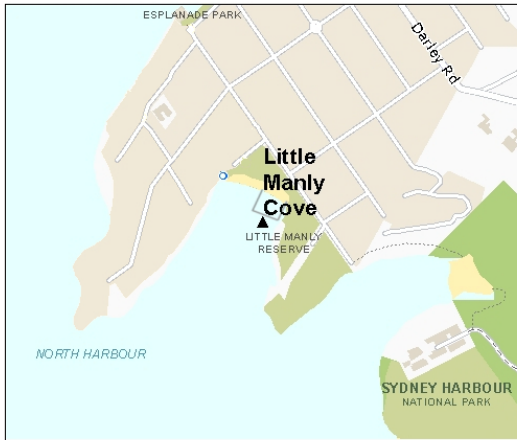 ESPLANADE PARK
Darley Rd
Little
Manly
Cove
LITTLE MANLY
RESERVE
NORTH HARBOUR
SYDNEY HARBOUR
NATIONAL PARK